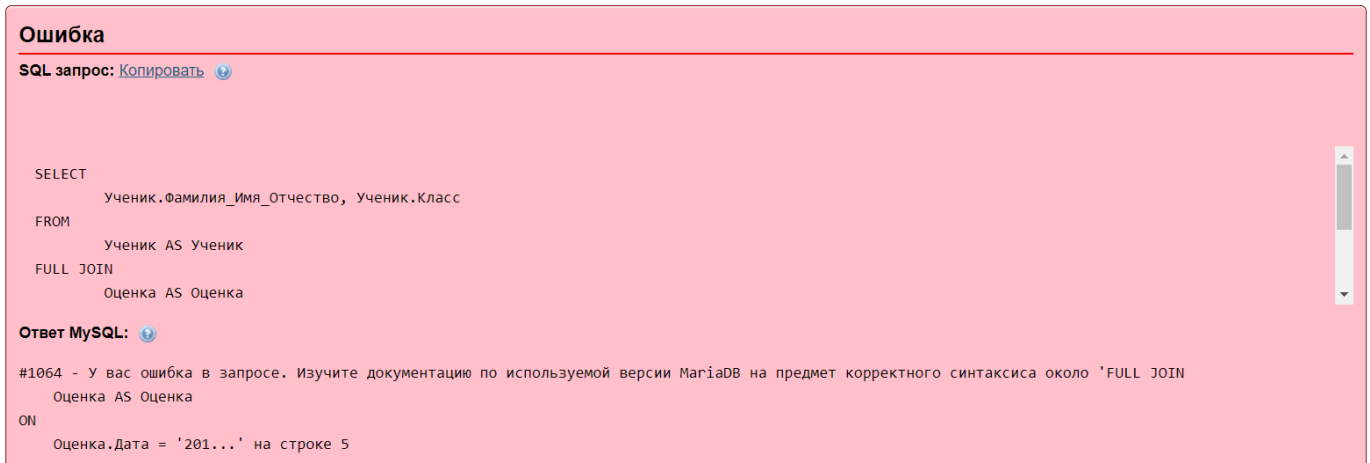 Ошибка
SQL запрос: Копировать
SELECT
Ученик.Фамилия_Имя_Отчество, Ученик.Класс
FROM
Ученик AS Ученик
FULL JOIN
Оценка AS Оценка
Ответ MySQL:
#1064 - У вас ошибка в запросе. Изучите документацию по используемой версии MariaDB на предмет корректного синтаксиса около 'FULL JOIN
Оценка AS Оценка
ON
Оценка.Дата = '201...' на строке 5